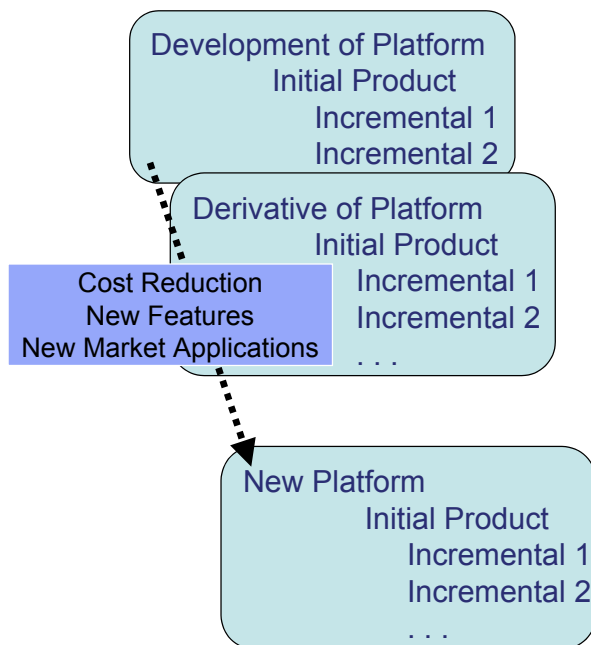 Development of Platform
Initial Product
Incremental 1
Incremental 2
Derivative of Platform
Initial Product
Incremental 1
Incremental 2
. . .
Cost Reduction
New Features
New Market Applications
New Platform
Initial Product
Incremental 1
Incremental 2
. . .